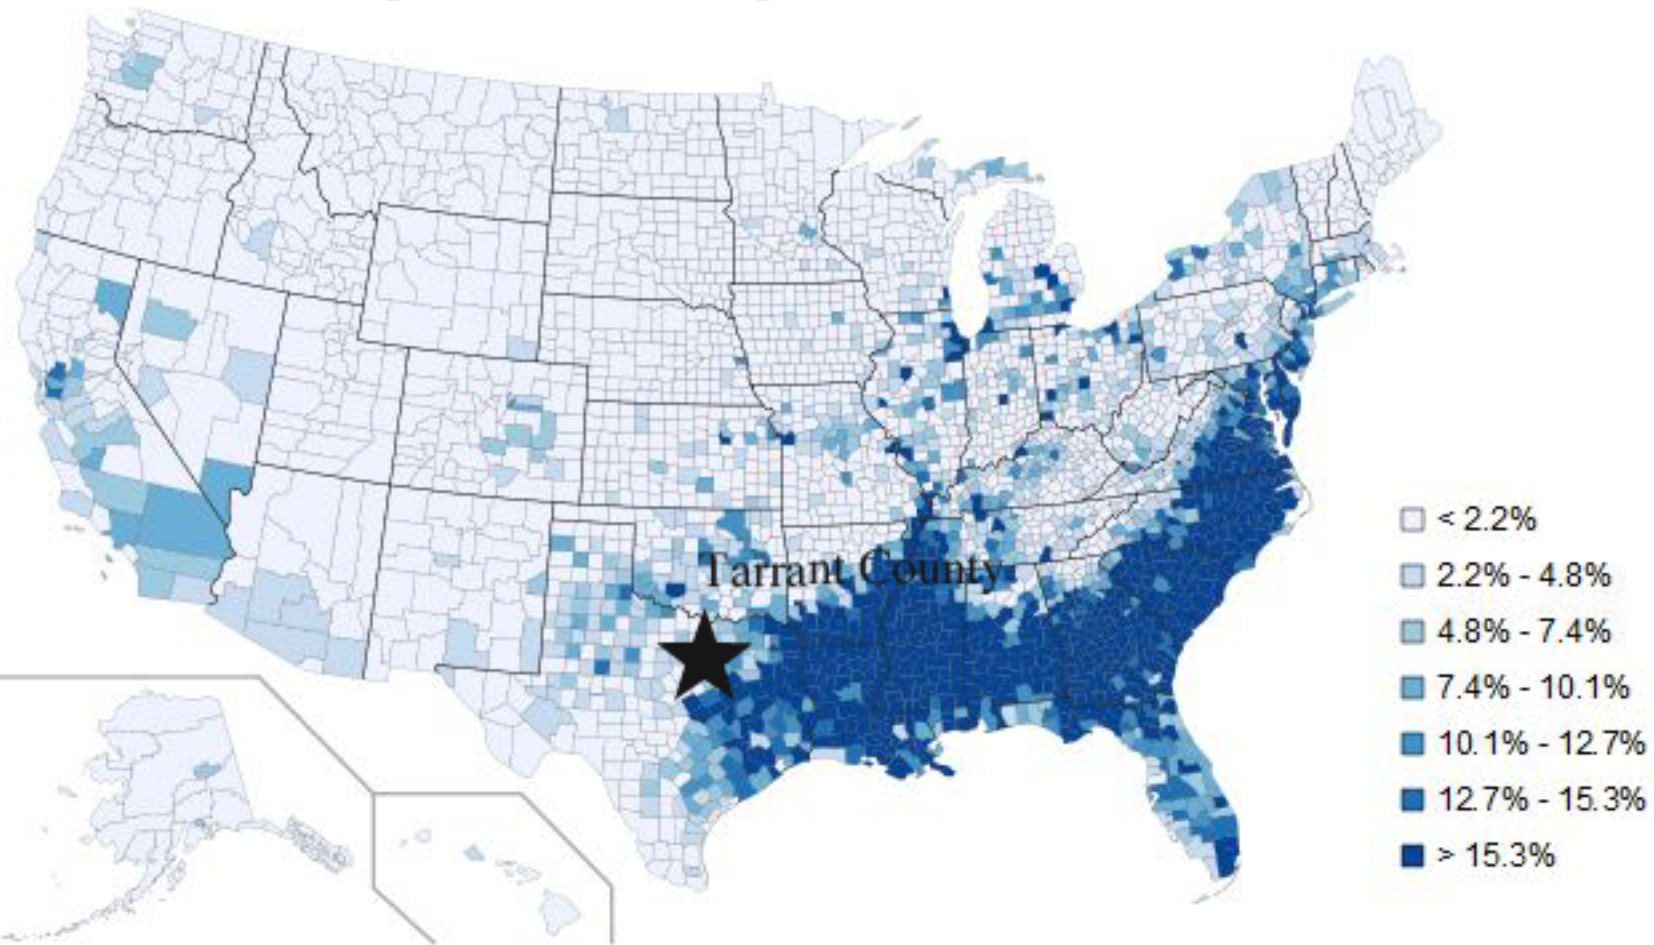 Tarrant County
< 2.2%
2.2% - 4.8%
4.8% - 7.4%
7.4% - 10.1%
10.1% - 12.7%
12.7% - 15.3%
> 15.3%